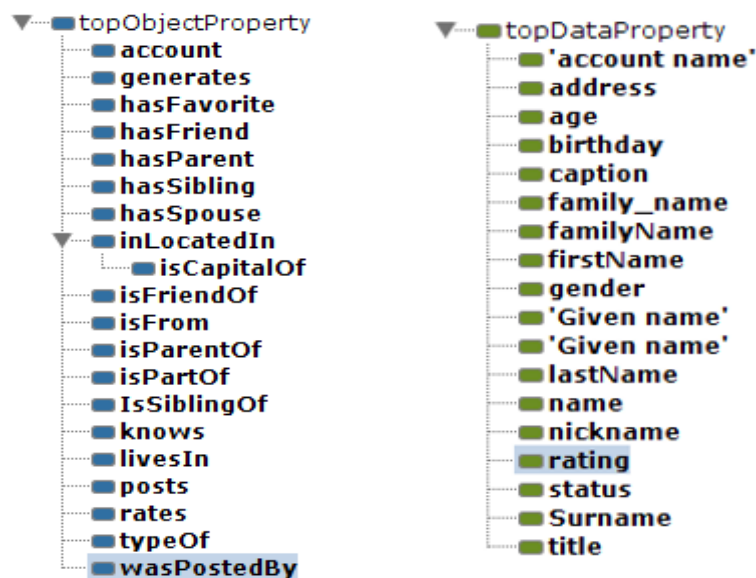 topObjectProperty
account
generates
hasFavorite
hasFriend
hasParent
hasSibling
hasSpouse
inLocatedIn
isCapitalOf
isFriendOf
isFrom
isParentOf
isPartOf
IsSiblingOf
knows
livesIn
posts
rates
typeOf
wasPostedBy
topDataProperty
'account name'
address
age
birthday
caption
family_name
familyName
firstName
gender
'Given name'
'Given name'
lastName
name
nickname
rating
status
Surname
title